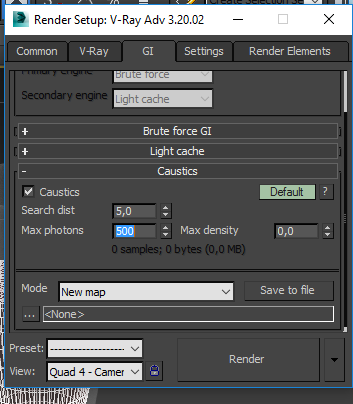 Create Selection Se
Render Setup: V-Ray Adv 3.20.02
Common V-Ray GI Settings Render Elements
Primary engine Brute force
Secondary engine Light cache
+ Brute force GI
+ Light cache
- Caustics
Caustics Default ?
Search dist 5,0
Max photons 500 Max density 0,0
0 samples; 0 bytes (0,0 MB)
Mode New map Save to file
... <None>
Preset: --------------------
View: Quad 4 - Camer Render